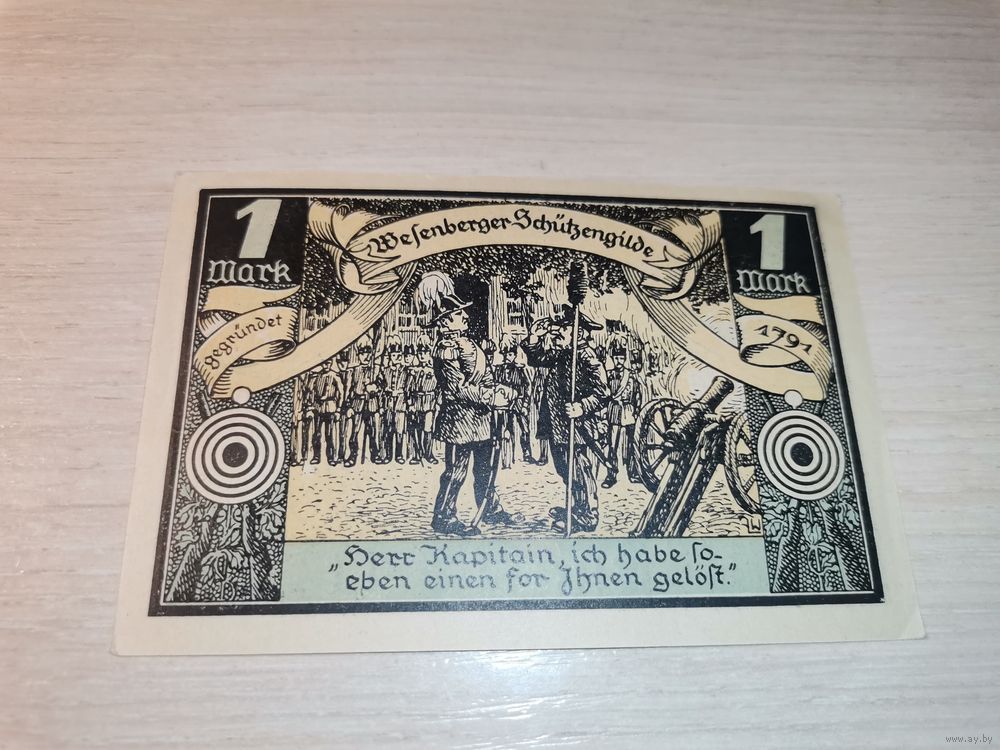 1
Mark
Wesenberger Schützengilde
1
Mark
gegründet
1791
„Herr Kapitain, ich habe so-
eben einen for Ihnen gelöst."
www.ay.by